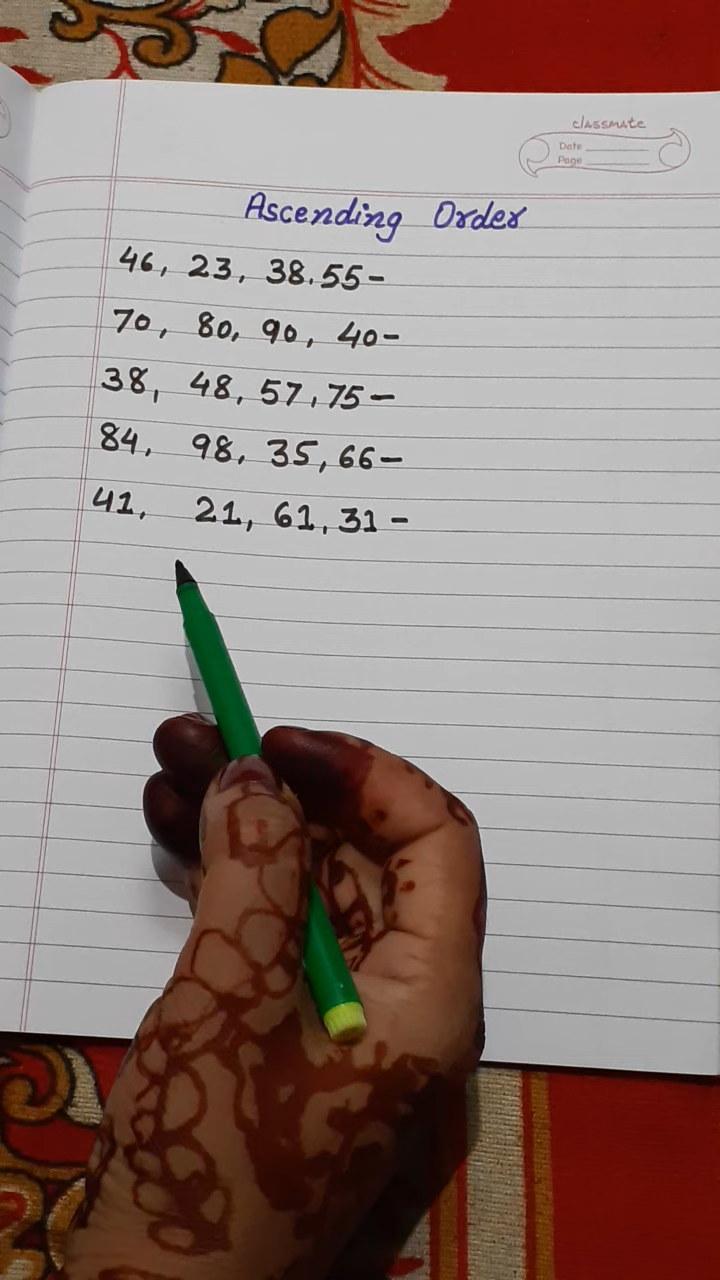 classmate
Date
Page
Ascending Order
46, 23, 38.55-
70, 80, 90, 40-
38, 48, 57, 75-
84, 98, 35, 66-
41, 21, 61, 31-